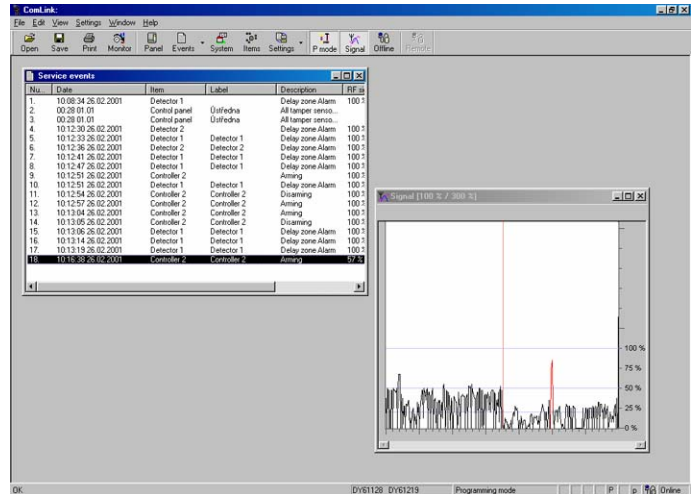 ComLink:
File Edit View Settings Window Help
Open Save Print Monitor Panel Events System Items Settings P mode Signal Offline Remote
Service events
Nu... Date Item Label Description RF si
1. 10:08:34 26.02.2001 Detector 1 Delay zone Alarm 100 %
2. 00:28 01.01 Control panel Ústředna All tamper senso...
3. 00:28 01.01 Control panel Ústředna All tamper senso...
4. 10:12:30 26.02.2001 Detector 2 Delay zone Alarm 100 %
5. 10:12:33 26.02.2001 Detector 1 Detector 1 Delay zone Alarm 100 %
6. 10:12:36 26.02.2001 Detector 2 Detector 2 Delay zone Alarm 100 %
7. 10:12:41 26.02.2001 Detector 1 Detector 1 Delay zone Alarm 100 %
8. 10:12:47 26.02.2001 Detector 1 Detector 1 Delay zone Alarm 100 %
9. 10:12:51 26.02.2001 Controller 2 Arming 100 %
10. 10:12:51 26.02.2001 Detector 1 Detector 1 Delay zone Alarm 100 %
11. 10:12:54 26.02.2001 Controller 2 Controller 2 Disarming 100 %
12. 10:12:57 26.02.2001 Controller 2 Controller 2 Arming 100 %
13. 10:13:04 26.02.2001 Controller 2 Controller 2 Arming 100 %
14. 10:13:05 26.02.2001 Controller 2 Controller 2 Disarming 100 %
15. 10:13:06 26.02.2001 Detector 1 Detector 1 Delay zone Alarm 100 %
16. 10:13:14 26.02.2001 Detector 1 Detector 1 Delay zone Alarm 100 %
17. 10:13:19 26.02.2001 Detector 1 Detector 1 Delay zone Alarm 100 %
18. 10:16:38 26.02.2001 Controller 2 Controller 2 Arming 57 %
Signal [100 % / 300 %]
100 %
75 %
50 %
25 %
0 %
OK DY61128 DY61219 Programming mode P p Online